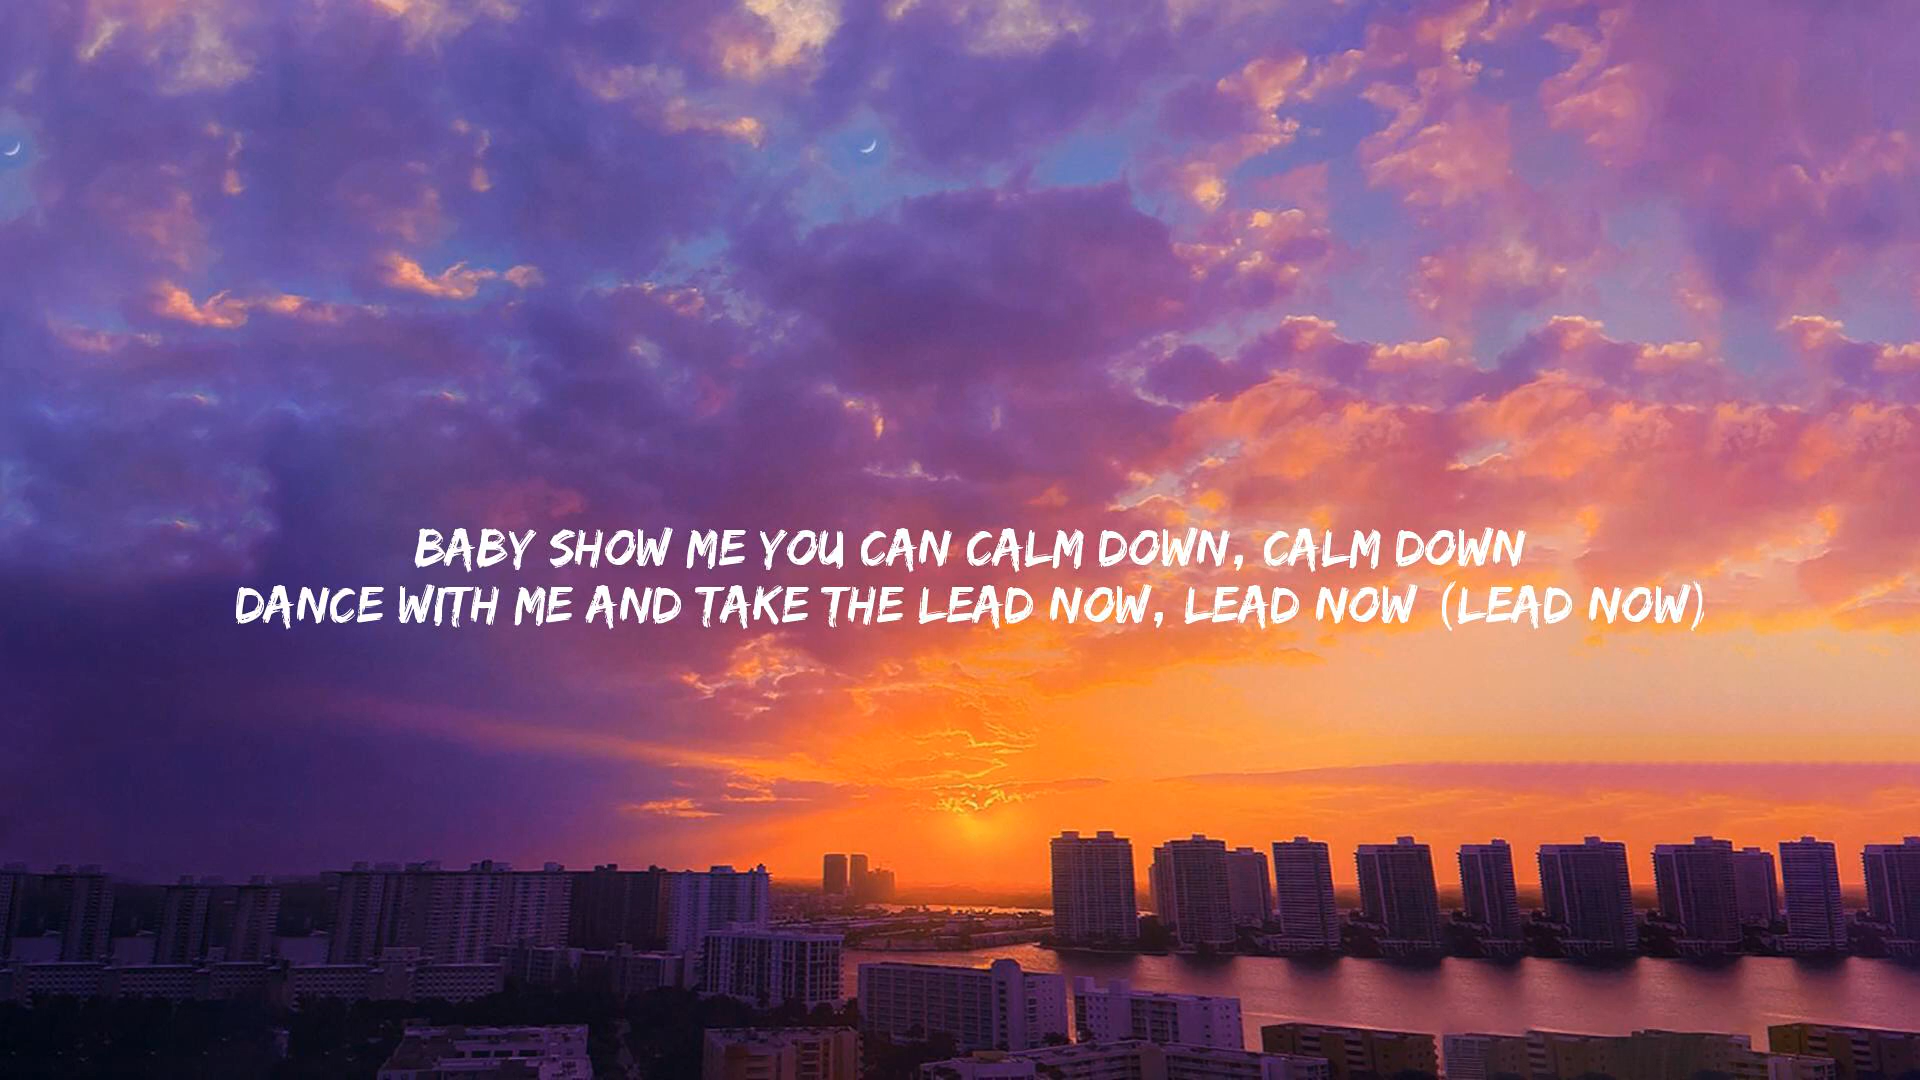 BABY SHOW ME YOU CAN CALM DOWN, CALM DOWN
DANCE WITH ME AND TAKE THE LEAD NOW, LEAD NOW (LEAD NOW)